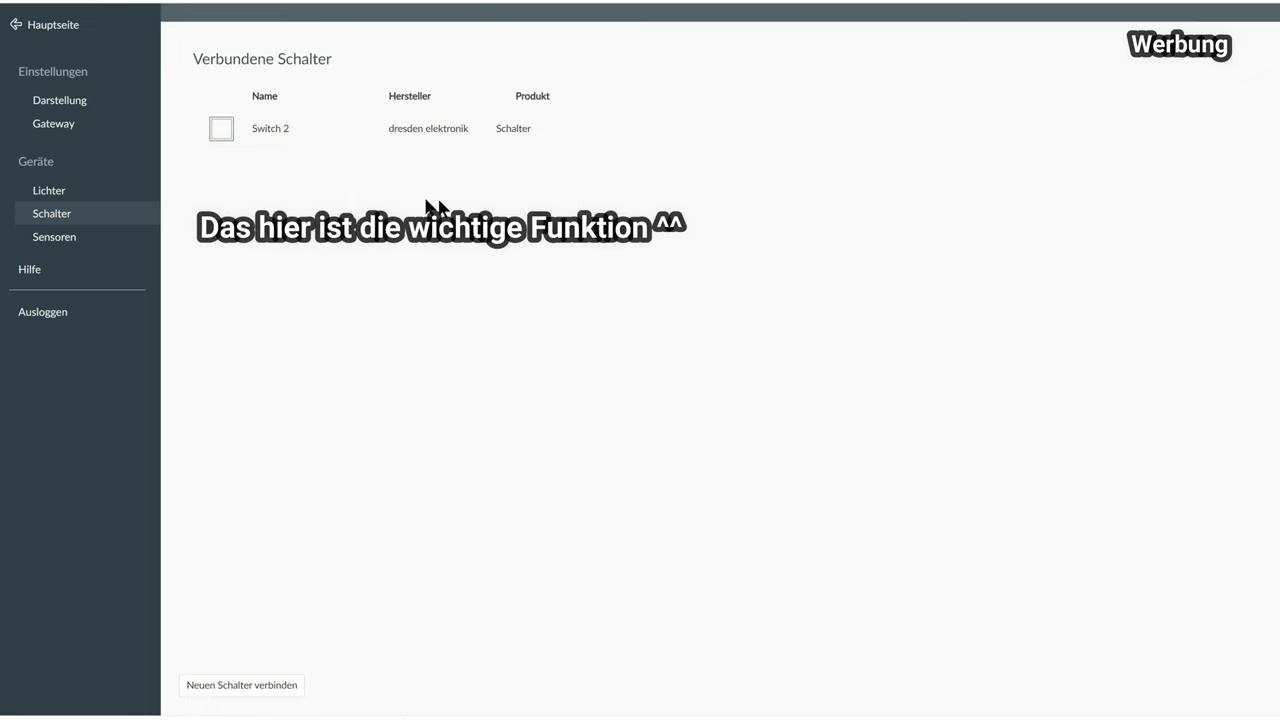 Hauptseite
Werbung
Einstellungen
Darstellung
Gateway
Geräte
Lichter
Schalter
Sensoren
Hilfe
Ausloggen
Verbundene Schalter
Name Hersteller Produkt
Switch 2 dresden elektronik Schalter
Das hier ist die wichtige Funktion ^^
Neuen Schalter verbinden